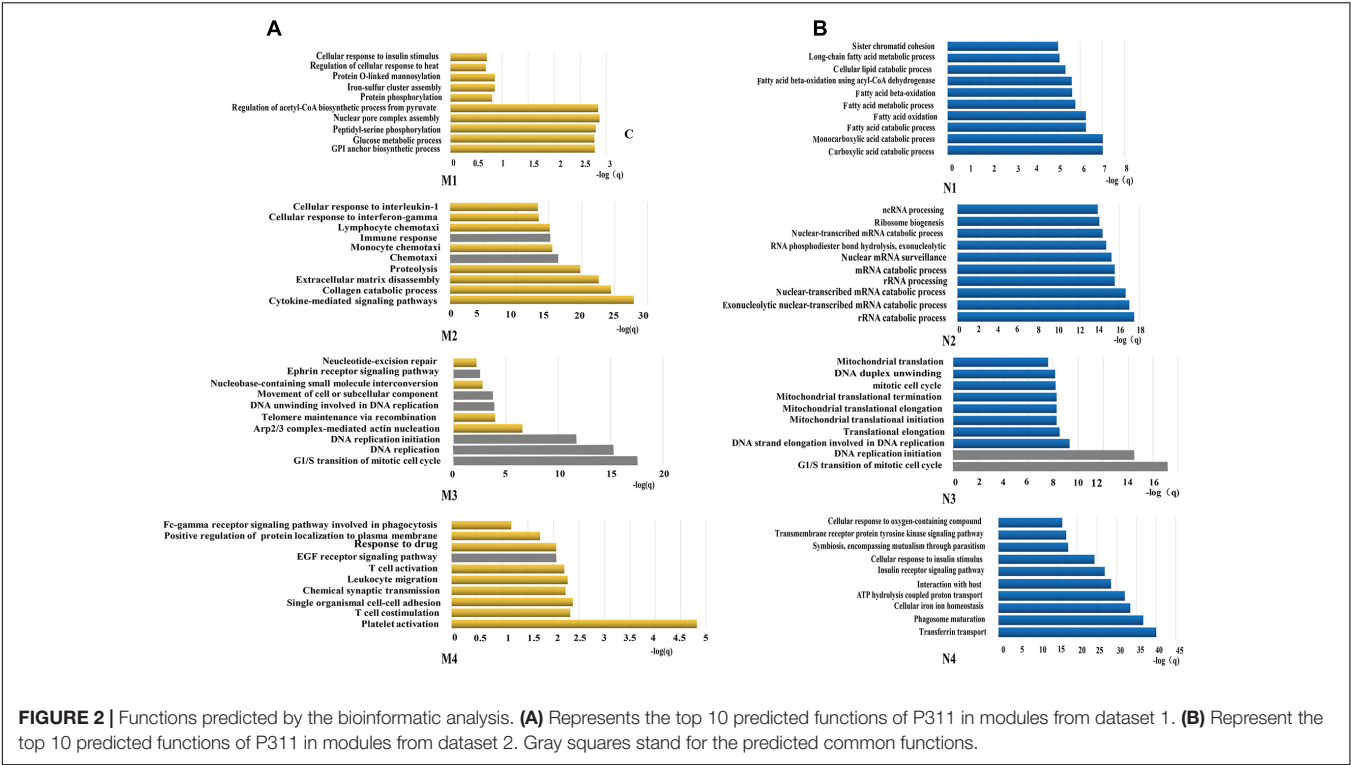 A
Cellular response to insulin stimulus
Regulation of cellular response to heat
Protein O-linked mannosylation
Iron-sulfur cluster assembly
Protein phosphorylation
Regulation of acetyl-CoA biosynthetic process from pyruvate
Nuclear pore complex assembly
Peptidyl-serine phosphorylation
Glucose metabolic process
GPI anchor biosynthetic process
C
0 0.5 1 1.5 2 2.5 3
-log (q)
M1
Cellular response to interleukin-1
Cellular response to interferon-gamma
Lymphocyte chemotaxi
Immune response
Monocyte chemotaxi
Chemotaxi
Proteolysis
Extracellular matrix disassembly
Collagen catabolic process
Cytokine-mediated signaling pathways
0 5 10 15 20 25 30
-log(q)
M2
Neucleotide-excision repair
Ephrin receptor signaling pathway
Nucleobase-containing small molecule interconversion
Movement of cell or subcellular component
DNA unwinding involved in DNA replication
Telomere maintenance via recombination
Arp2/3 complex-mediated actin nucleation
DNA replication initiation
DNA replication
G1/S transition of mitotic cell cycle
0 5 10 15 20
-log(q)
M3
Fc-gamma receptor signaling pathway involved in phagocytosis
Positive regulation of protein localization to plasma membrane
Response to drug
EGF receptor signaling pathway
T cell activation
Leukocyte migration
Chemical synaptic transmission
Single organismal cell-cell adhesion
T cell costimulation
Platelet activation
0 0.5 1 1.5 2 2.5 3 3.5 4 4.5 5
-log(q)
M4
B
Sister chromatid cohesion
Long-chain fatty acid metabolic process
Cellular lipid catabolic process
Fatty acid beta-oxidation using acyl-CoA dehydrogenase
Fatty acid beta-oxidation
Fatty acid metabolic process
Fatty acid oxidation
Fatty acid catabolic process
Monocarboxylic acid catabolic process
Carboxylic acid catabolic process
0 1 2 3 4 5 6 7 8
-log (q)
N1
ncRNA processing
Ribosome biogenesis
Nuclear-transcribed mRNA catabolic process
RNA phosphodiester bond hydrolysis, exonucleolytic
Nuclear mRNA surveillance
mRNA catabolic process
rRNA processing
Nuclear-transcribed mRNA catabolic process
Exonucleolytic nuclear-transcribed mRNA catabolic process
rRNA catabolic process
0 2 4 6 8 10 12 14 16 18
-log (q)
N2
Mitochondrial translation
DNA duplex unwinding
mitotic cell cycle
Mitochondrial translational termination
Mitochondrial translational elongation
Mitochondrial translational initiation
Translational elongation
DNA strand elongation involved in DNA replication
DNA replication initiation
G1/S transition of mitotic cell cycle
0 2 4 6 8 10 12 14 16
-log (q)
N3
Cellular response to oxygen-containing compound
Transmembrane receptor protein tyrosine kinase signaling pathway
Symbiosis, encompassing mutualism through parasitism
Cellular response to insulin stimulus
Insulin receptor signaling pathway
Interaction with host
ATP hydrolysis coupled proton transport
Cellular iron ion homeostasis
Phagosome maturation
Transferrin transport
0 5 10 15 20 25 30 35 40 45
-log (q)
N4
FIGURE 2 | Functions predicted by the bioinformatic analysis. (A) Represents the top 10 predicted functions of P311 in modules from dataset 1. (B) Represent the
top 10 predicted functions of P311 in modules from dataset 2. Gray squares stand for the predicted common functions.